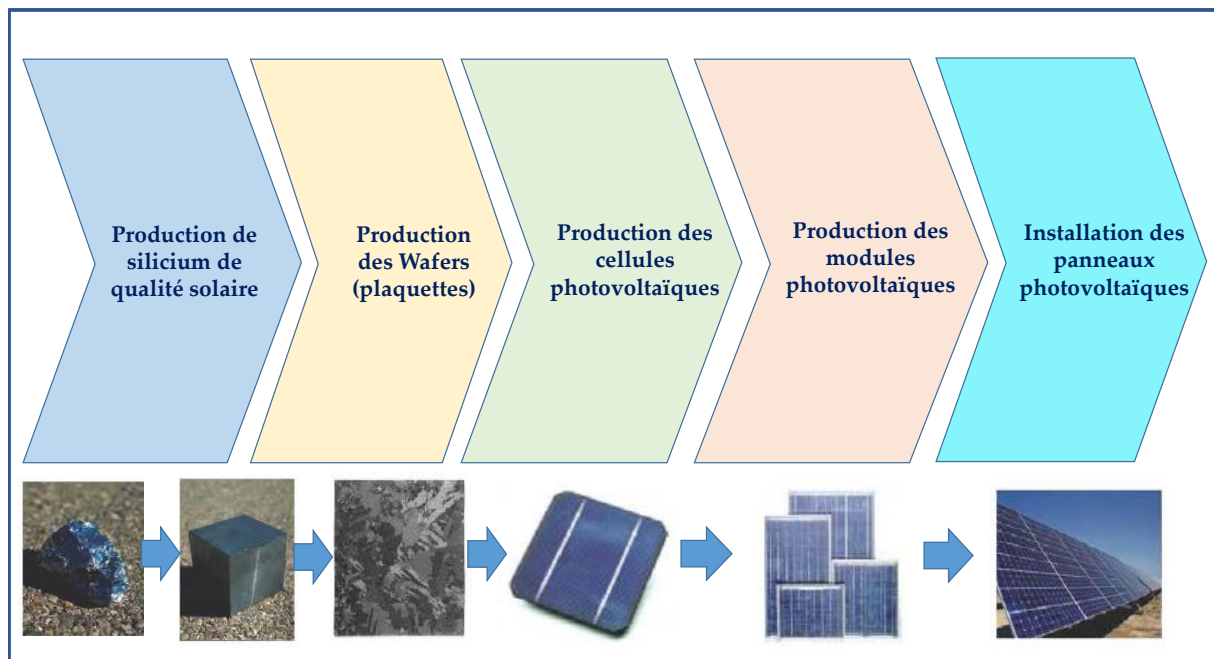 Production de
silicium de
qualité solaire
Production
des Wafers
(plaquettes)
Production des
cellules
photovoltaïques
Production des
modules
photovoltaïques
Installation des
panneaux
photovoltaïques